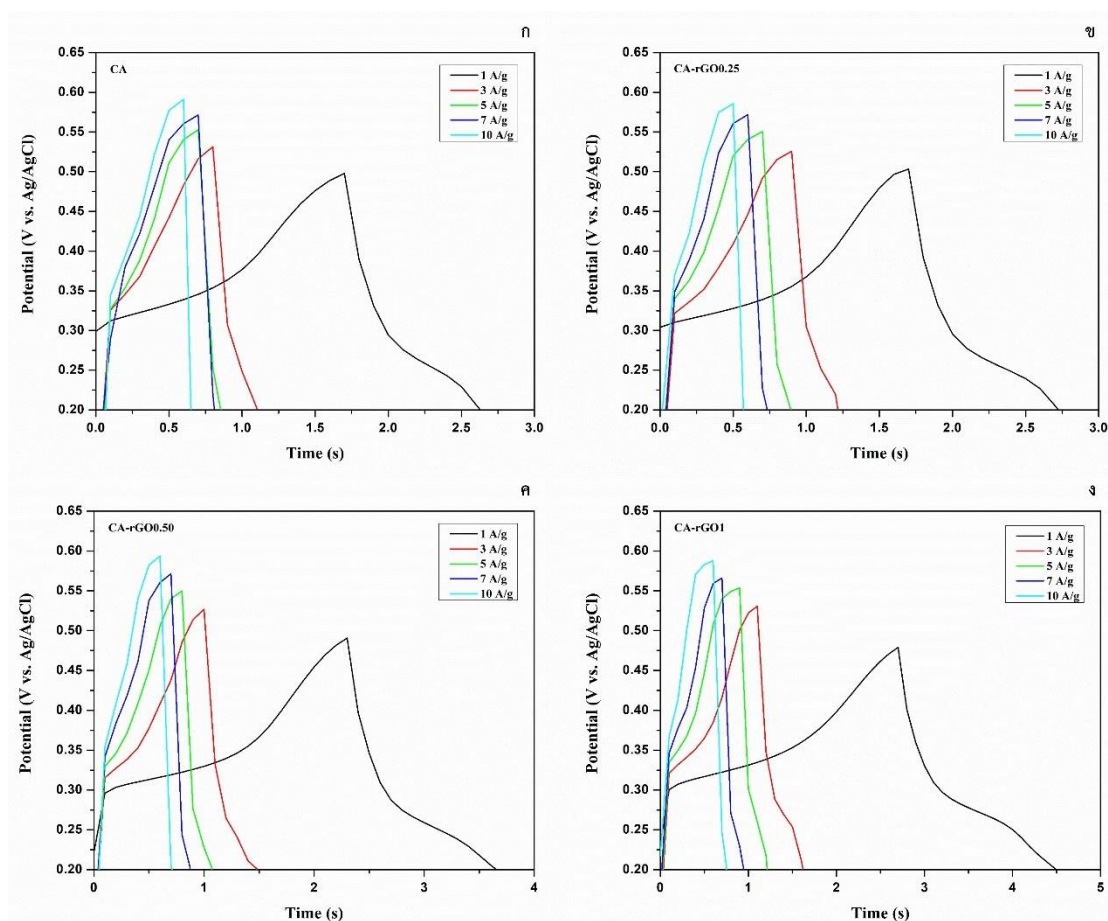 ก
CA
1 A/g
3 A/g
5 A/g
7 A/g
10 A/g
Potential (V vs. Ag/AgCl)
0.65
0.60
0.55
0.50
0.45
0.40
0.35
0.30
0.25
0.20
0.0 0.5 1.0 1.5 2.0 2.5 3.0
Time (s)
ข
CA-rGO0.25
1 A/g
3 A/g
5 A/g
7 A/g
10 A/g
Potential (V vs. Ag/AgCl)
0.65
0.60
0.55
0.50
0.45
0.40
0.35
0.30
0.25
0.20
0.0 0.5 1.0 1.5 2.0 2.5 3.0
Time (s)
ค
CA-rGO0.50
1 A/g
3 A/g
5 A/g
7 A/g
10 A/g
Potential (V vs. Ag/AgCl)
0.65
0.60
0.55
0.50
0.45
0.40
0.35
0.30
0.25
0.20
0 1 2 3 4
Time (s)
ง
CA-rGO1
1 A/g
3 A/g
5 A/g
7 A/g
10 A/g
Potential (V vs. Ag/AgCl)
0.65
0.60
0.55
0.50
0.45
0.40
0.35
0.30
0.25
0.20
0 1 2 3 4 5
Time (s)